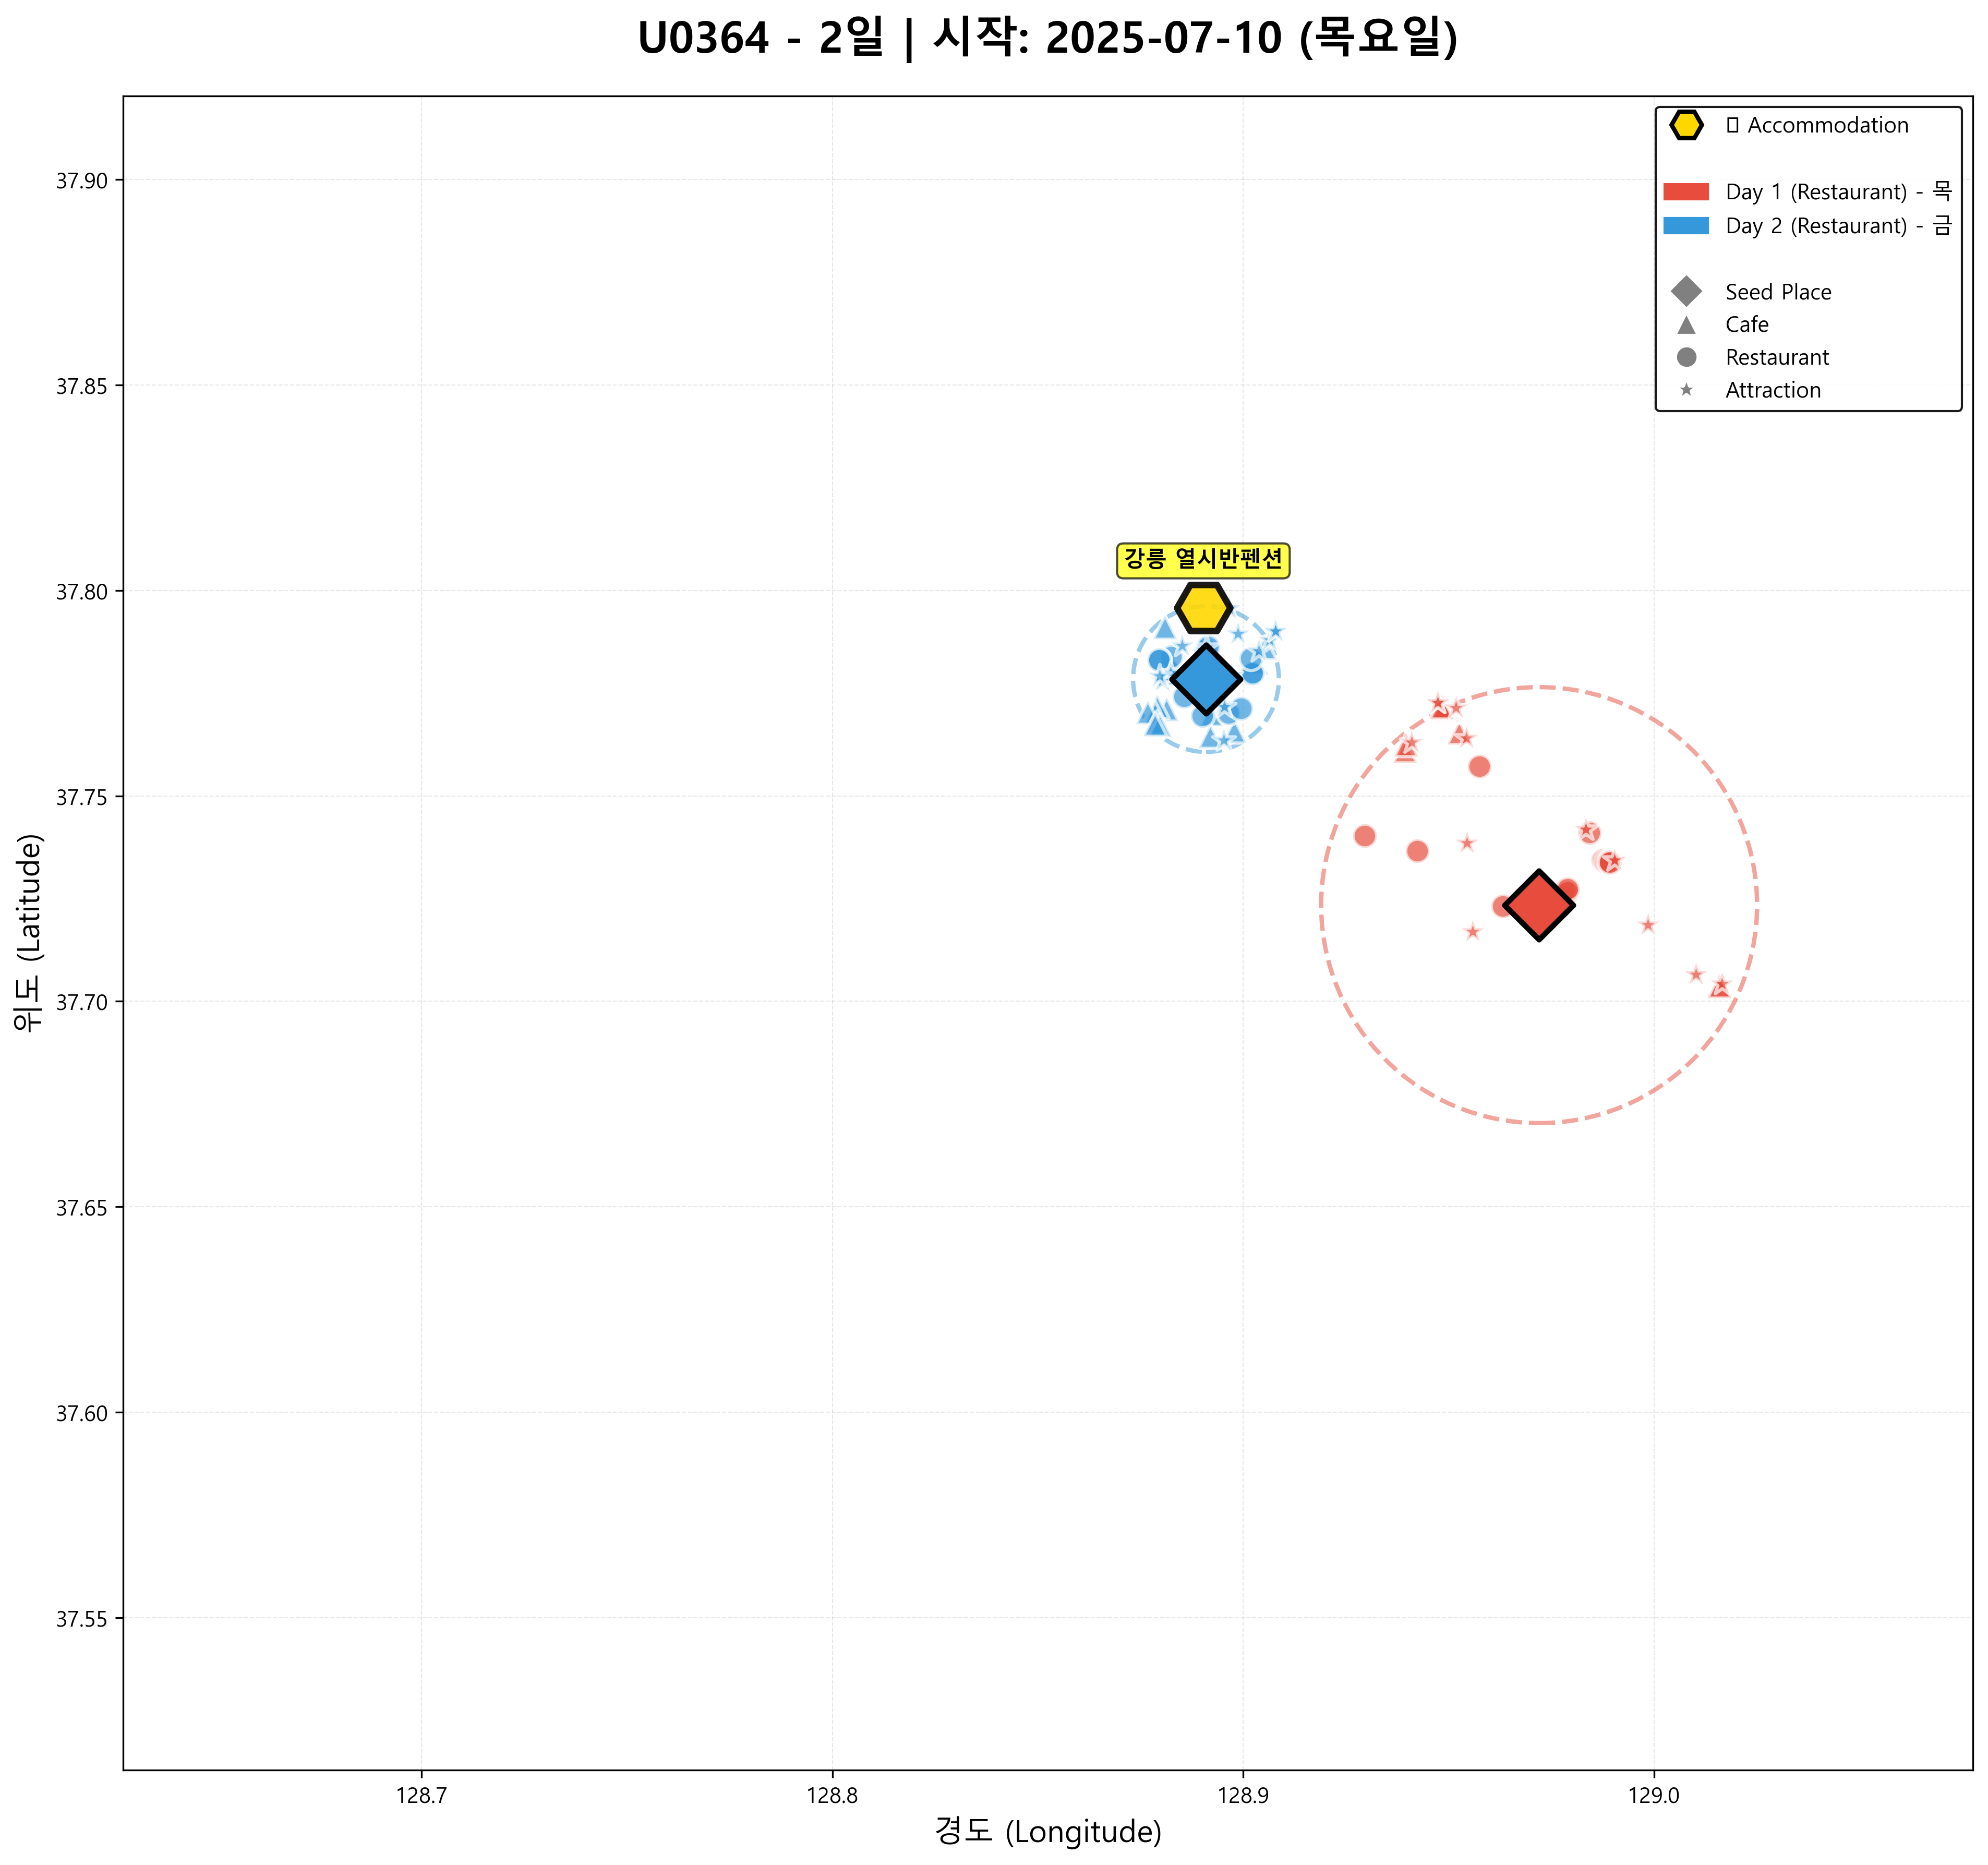 U0364 - 2일 | 시작: 2025-07-10 (목요일)
Accommodation
Day 1 (Restaurant) - 목
Day 2 (Restaurant) - 금
Seed Place
Cafe
Restaurant
Attraction
강릉 열시반펜션
위도 (Latitude)
37.90
37.85
37.80
37.75
37.70
37.65
37.60
37.55
128.7
128.8
128.9
129.0
경도 (Longitude)